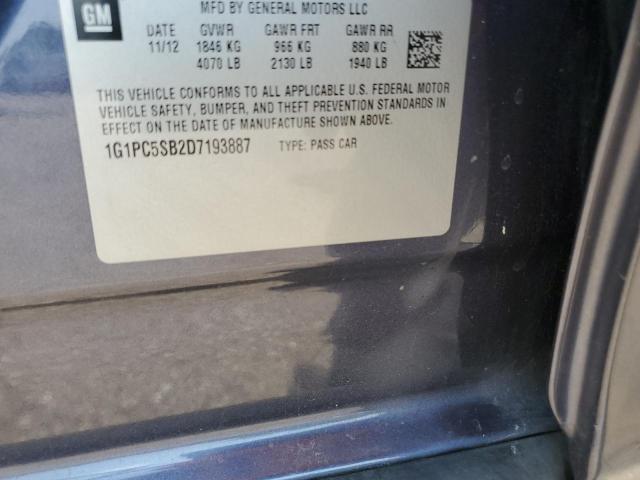 MFD BY GENERAL MOTORS LLC
GM
DATE GVWR GAWR FRT GAWR RR
11/12 1846 KG 966 KG 880 KG
4070 LB 2130 LB 1940 LB
THIS VEHICLE CONFORMS TO ALL APPLICABLE U.S. FEDERAL MOTOR
VEHICLE SAFETY, BUMPER, AND THEFT PREVENTION STANDARDS IN
EFFECT ON THE DATE OF MANUFACTURE SHOWN ABOVE.
1G1PC5SB2D7193887 TYPE: PASS CAR